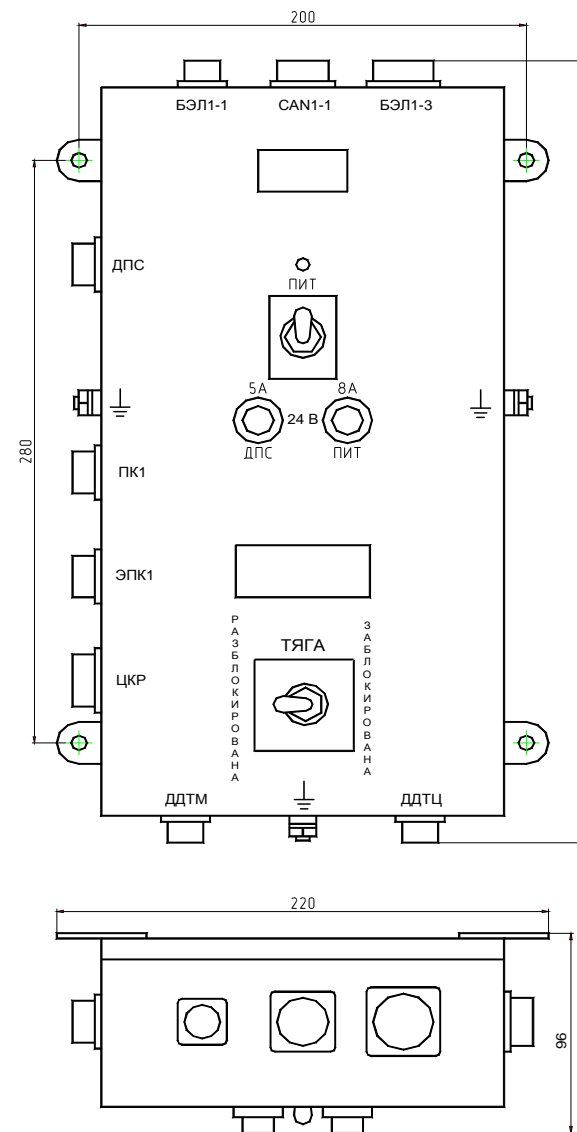 200
БЭЛ1-1 CAN1-1 БЭЛ1-3
ДПС
ПИТ
5А 8А
24 В
ДПС ПИТ
280
ПК1
ЭПК1
РАЗБЛОКИРОВАНА
ТЯГА
ЗАБЛОКИРОВАНА
ЦКР
ДДТМ ДДТЦ
220
96